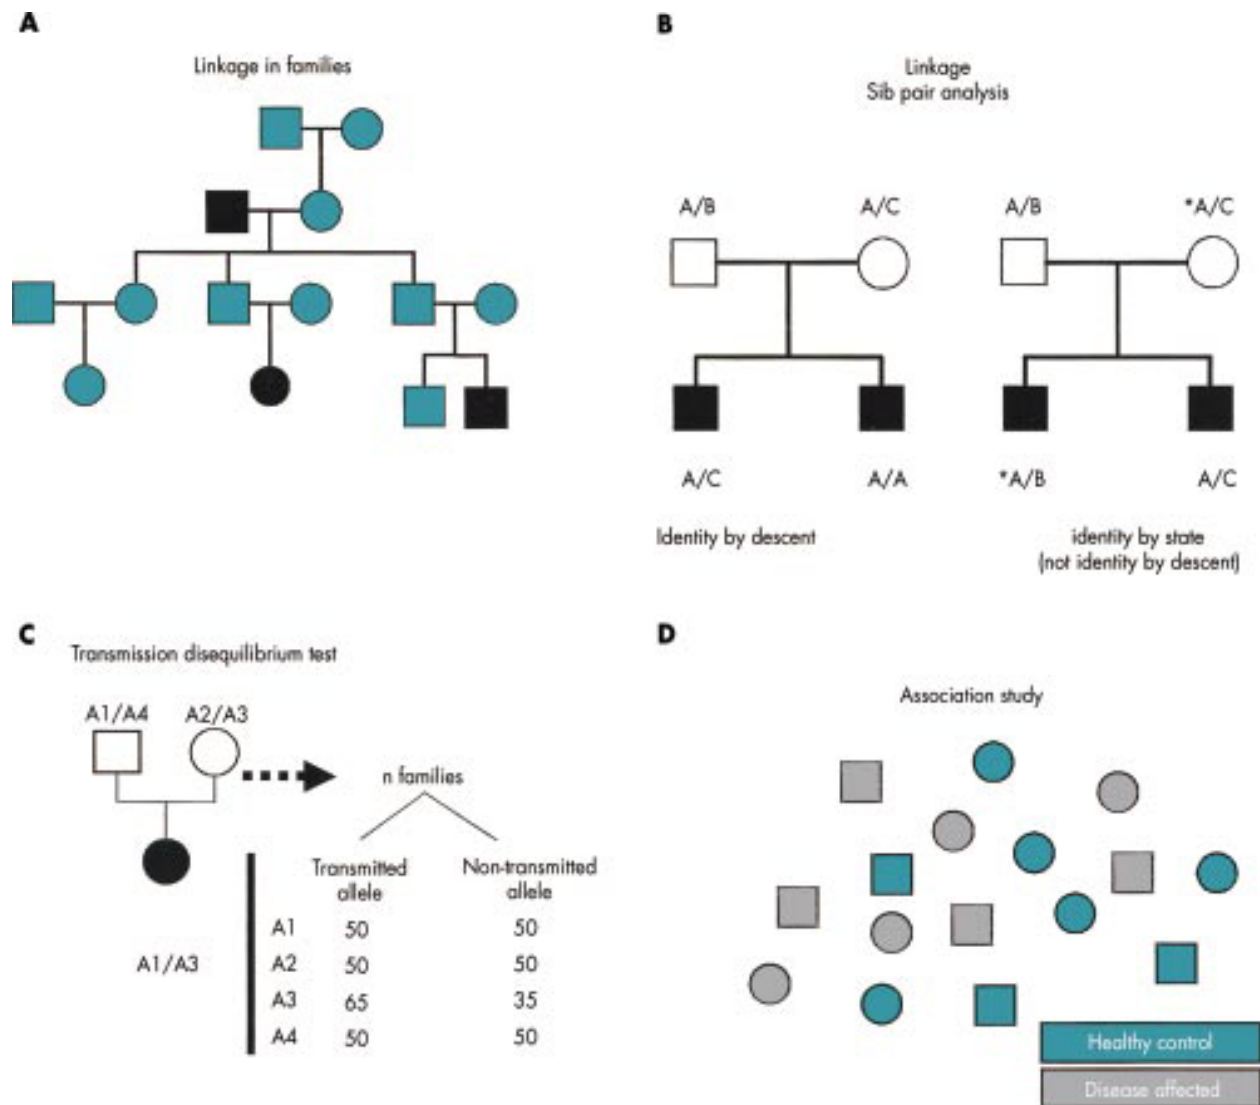 A
Linkage in families
B
Linkage
Sib pair analysis
A/B
A/C
A/B
*A/C
A/C
A/A
*A/B
A/C
Identity by descent
identity by state
(not identity by descent)
C
Transmission disequilibrium test
A1/A4
A2/A3
n families
Transmitted
allele
Non-transmitted
allele
A1/A3
A1 50 50
A2 50 50
A3 65 35
A4 50 50
D
Association study
Healthy control
Disease affected